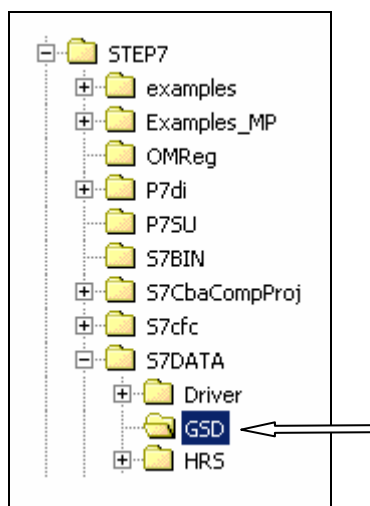 STEP7
examples
Examples_MP
OMReg
P7di
P7SU
S7BIN
S7CbaCompProj
S7cfc
S7DATA
Driver
GSD
HRS